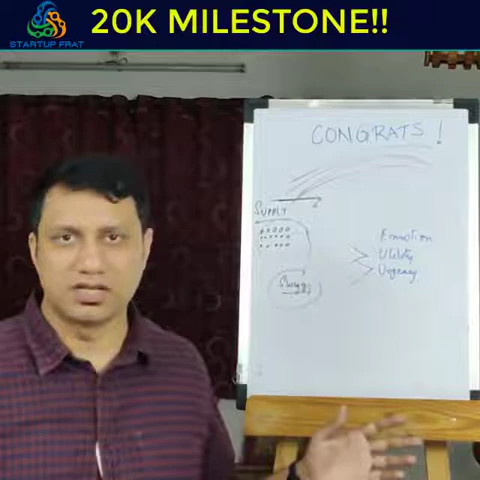 20K MILESTONE!!
STARTUP FRAT
CONGRATS !
SUPPLY
Emotion
Utility
Urgency